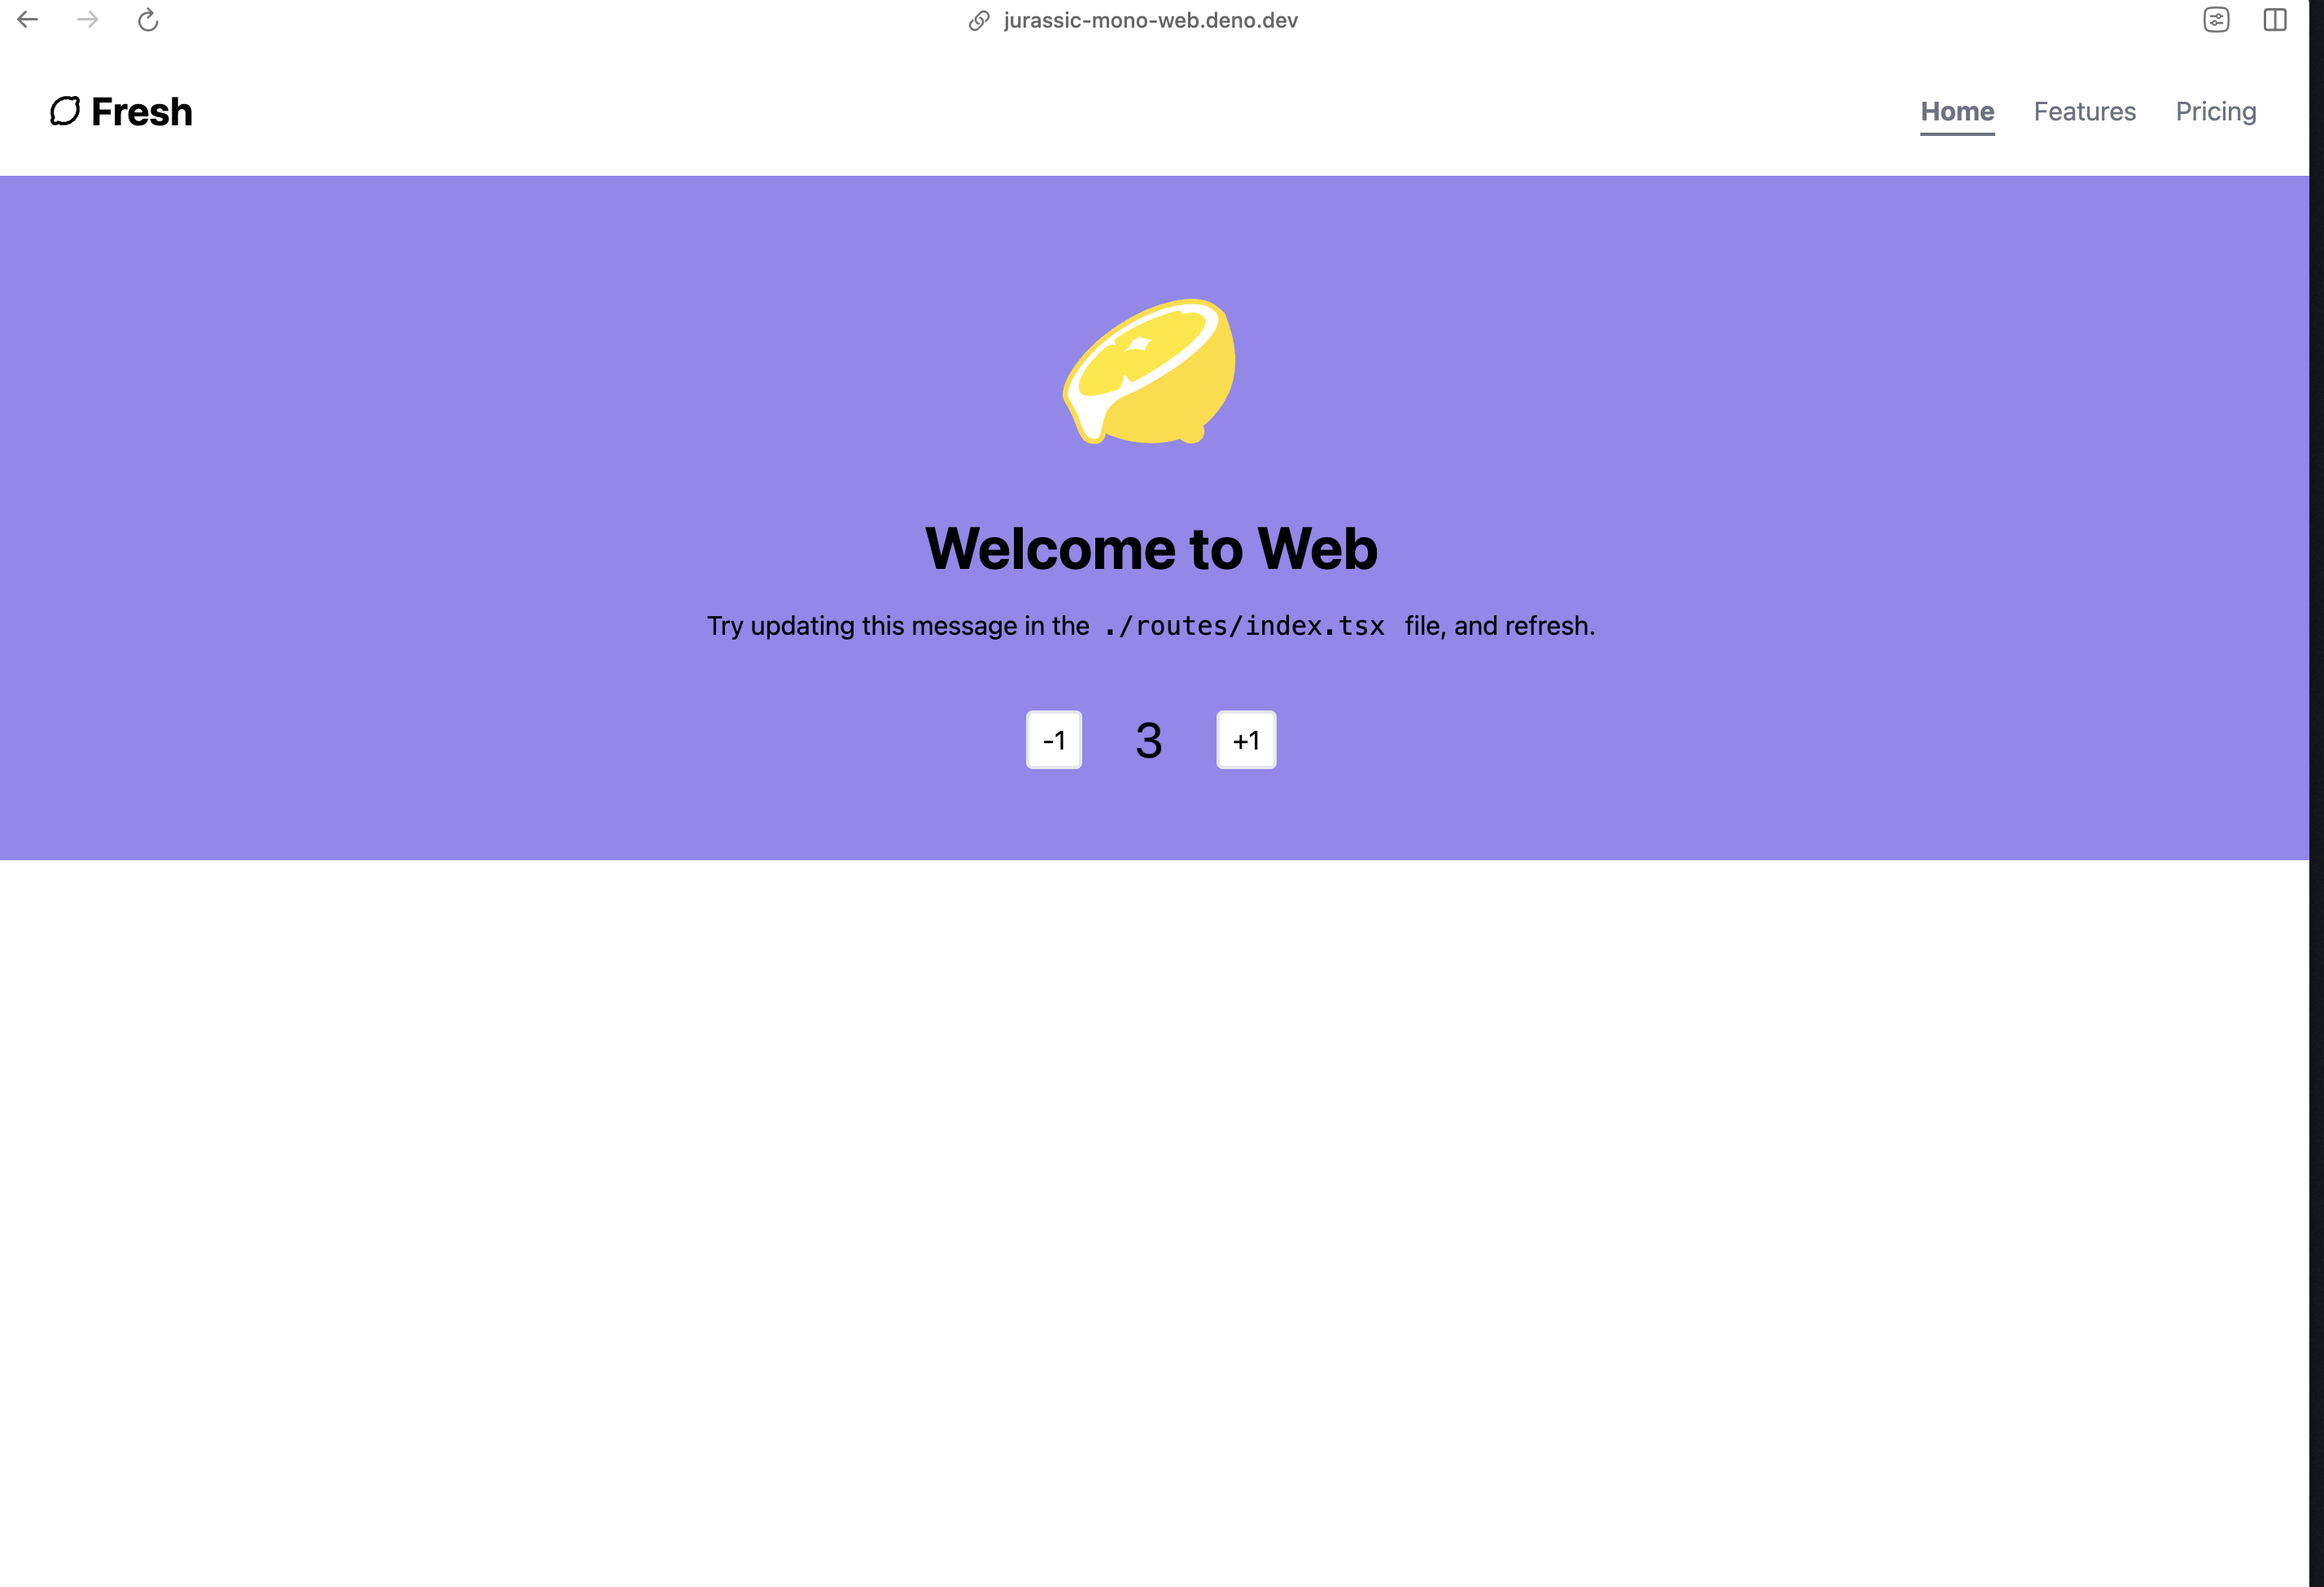 jurassic-mono-web.deno.dev
Fresh
Home Features Pricing
Welcome to Web
Try updating this message in the ./routes/index.tsx file, and refresh.
-1 3 +1